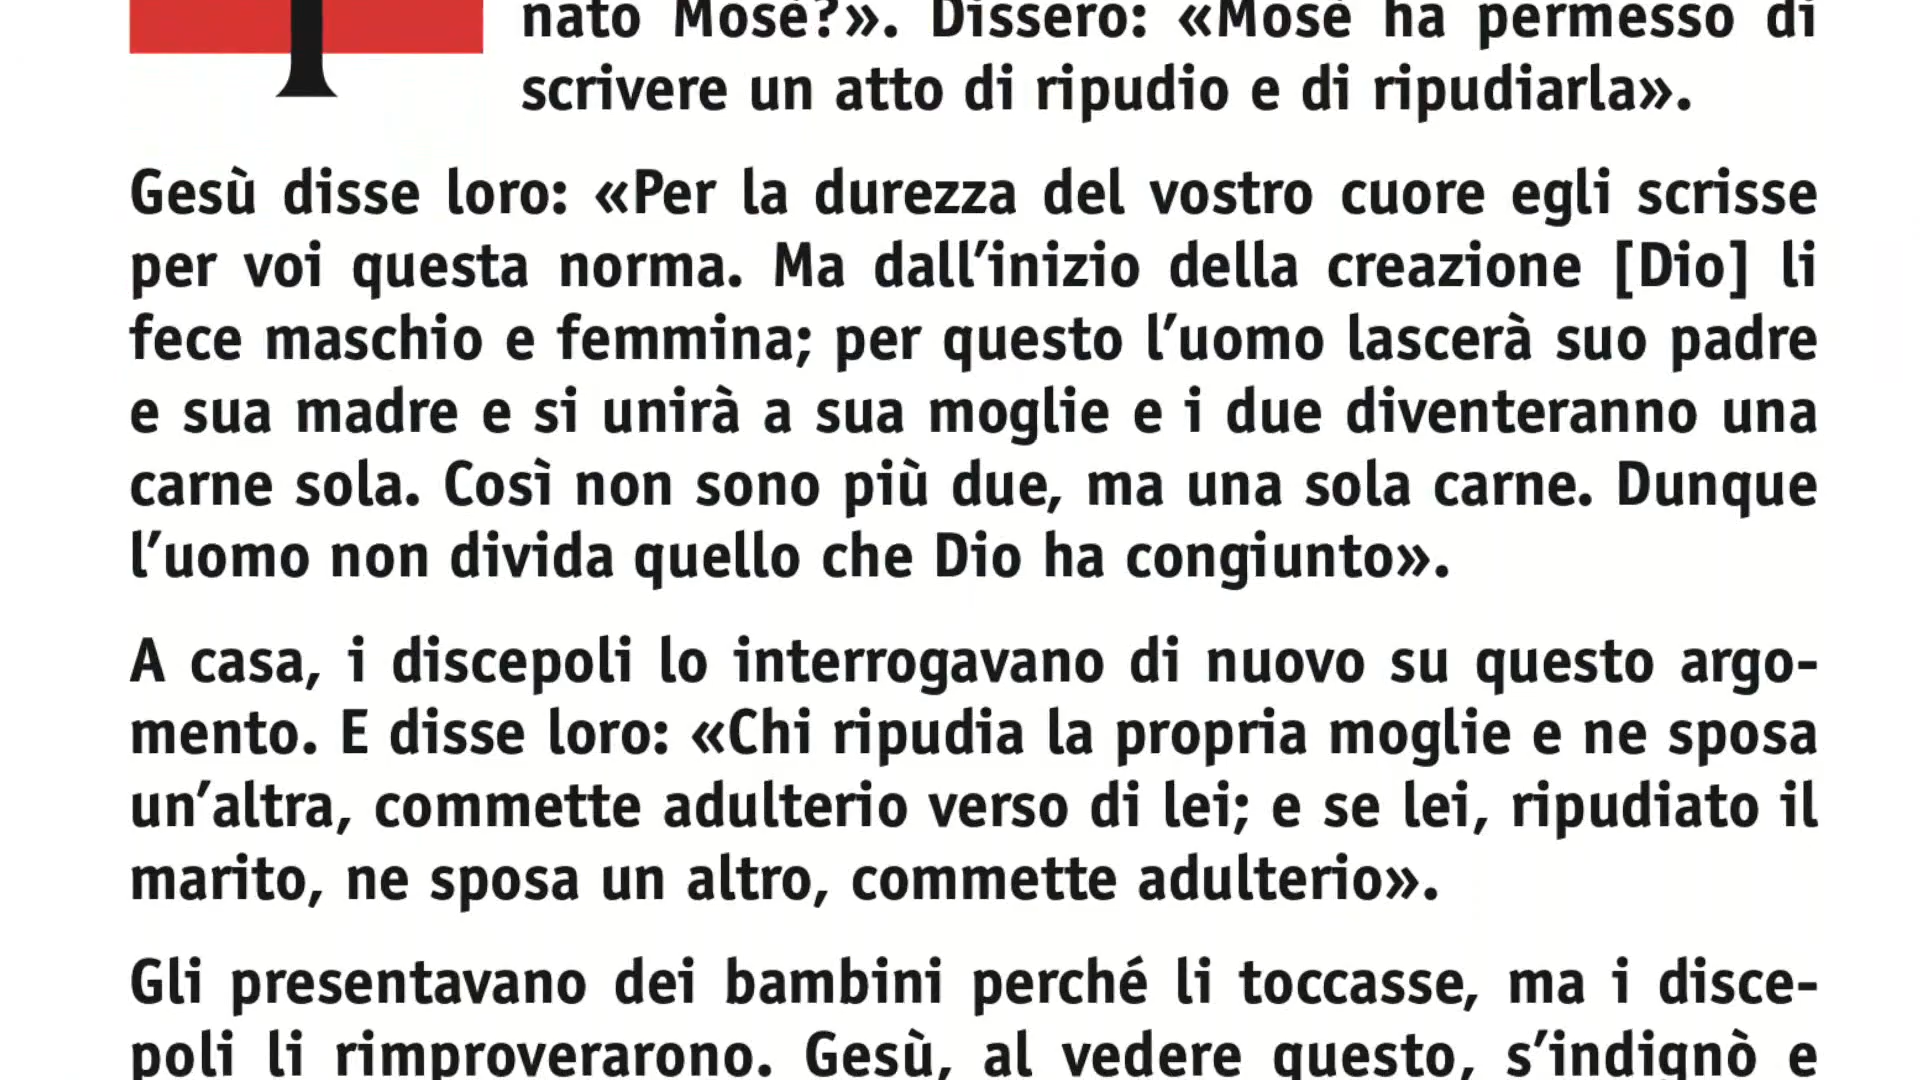 nato Mosè?». Dissero: «Mosè ha permesso di
scrivere un atto di ripudio e di ripudiarla».
Gesù disse loro: «Per la durezza del vostro cuore egli scrisse
per voi questa norma. Ma dall’inizio della creazione [Dio] li
fece maschio e femmina; per questo l’uomo lascerà suo padre
e sua madre e si unirà a sua moglie e i due diventeranno una
carne sola. Così non sono più due, ma una sola carne. Dunque
l’uomo non divida quello che Dio ha congiunto».
A casa, i discepoli lo interrogavano di nuovo su questo argo-
mento. E disse loro: «Chi ripudia la propria moglie e ne sposa
un’altra, commette adulterio verso di lei; e se lei, ripudiato il
marito, ne sposa un altro, commette adulterio».
Gli presentavano dei bambini perché li toccasse, ma i disce-
poli li rimproverarono. Gesù, al vedere questo, s’indignò e